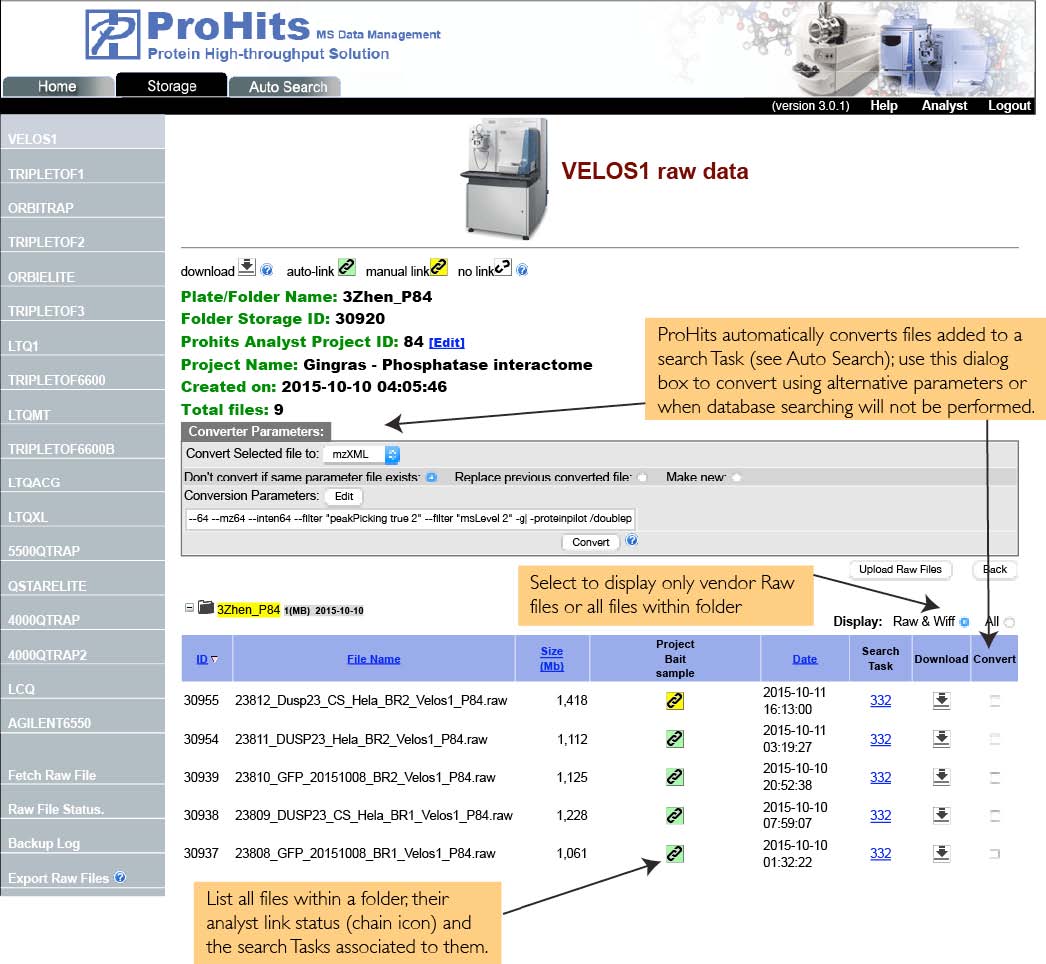 ProHits MS Data Management
Protein High-throughput Solution
Home Storage Auto Search
(version 3.0.1) Help Analyst Logout
VELOS1
TRIPLETOF1
ORBITRAP
TRIPLETOF2
ORBIELITE
TRIPLETOF3
LTQ1
TRIPLETOF6600
LTQMT
TRIPLETOF6600B
LTQACG
LTQXL
5500QTRAP
QSTARELITE
4000QTRAP
4000QTRAP2
LCQ
AGILENT6550
Fetch Raw File
Raw File Status.
Backup Log
Export Raw Files
VELOS1 raw data
download auto-link manual link no link
Plate/Folder Name: 3Zhen_P84
Folder Storage ID: 30920
Prohits Analyst Project ID: 84 [Edit]
Project Name: Gingras - Phosphatase interactome
Created on: 2015-10-10 04:05:46
Total files: 9
ProHits automatically converts files added to a
search Task (see Auto Search); use this dialog
box to convert using alternative parameters or
when database searching will not be performed.
Converter Parameters:
Convert Selected file to: mzXML
Don't convert if same parameter file exists: Replace previous converted file: Make new:
Conversion Parameters: Edit
--64 --mz64 --inten64 --filter "peakPicking true 2" --filter "msLevel 2" -g| -proteinpilot /doublep
Convert
Upload Raw Files Back
Select to display only vendor Raw
files or all files within folder
3Zhen_P84 1(MB) 2015-10-10
Display: Raw & Wiff All
ID File Name Size (Mb) Project Bait sample Date Search Task Download Convert
30955 23812_Dusp23_CS_Hela_BR2_Velos1_P84.raw 1,418 2015-10-11 16:13:00 332
30954 23811_DUSP23_Hela_BR2_Velos1_P84.raw 1,112 2015-10-11 03:19:27 332
30939 23810_GFP_20151008_BR2_Velos1_P84.raw 1,125 2015-10-10 20:52:38 332
30938 23809_DUSP23_CS_Hela_BR1_Velos1_P84.raw 1,228 2015-10-10 07:59:07 332
30937 23808_GFP_20151008_BR1_Velos1_P84.raw 1,061 2015-10-10 01:32:22 332
List all files within a folder, their
analyst link status (chain icon) and
the search Tasks associated to them.